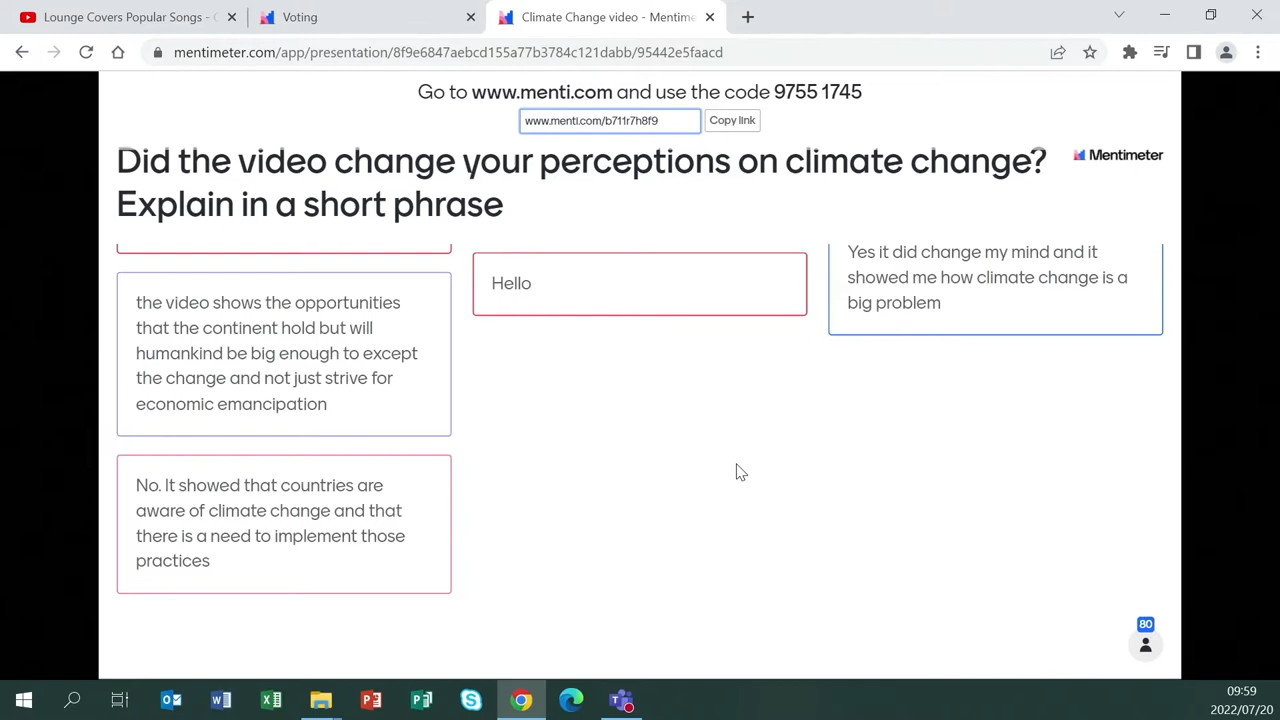 Lounge Covers Popular Songs - C
Voting
Climate Change video - Mentime
mentimeter.com/app/presentation/8f9e6847aebcd155a77b3784c121dabb/95442e5faacd
Go to www.menti.com and use the code 9755 1745
www.menti.com/b711r7h8f9
Copy link
Did the video change your perceptions on climate change?
Explain in a short phrase
Mentimeter
the video shows the opportunities
that the continent hold but will
humankind be big enough to except
the change and not just strive for
economic emancipation
No. It showed that countries are
aware of climate change and that
there is a need to implement those
practices
Hello
Yes it did change my mind and it
showed me how climate change is a
big problem
80
09:59
2022/07/20